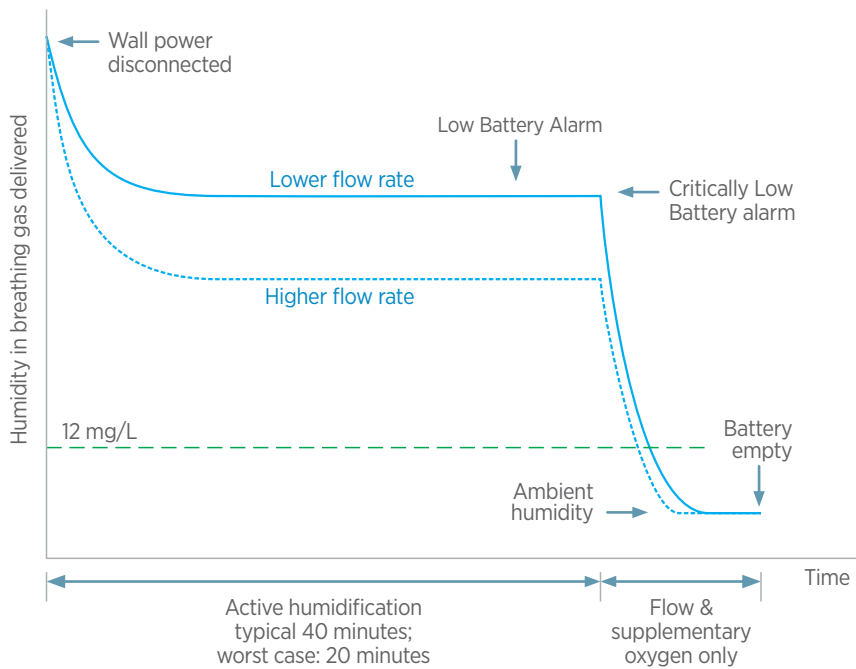 Wall power
disconnected
Low Battery Alarm
Lower flow rate
Critically Low
Battery alarm
Higher flow rate
Humidity in breathing gas delivered
12 mg/L
Battery
empty
Ambient
humidity
Time
Active humidification
typical 40 minutes;
worst case: 20 minutes
Flow &
supplementary
oxygen only